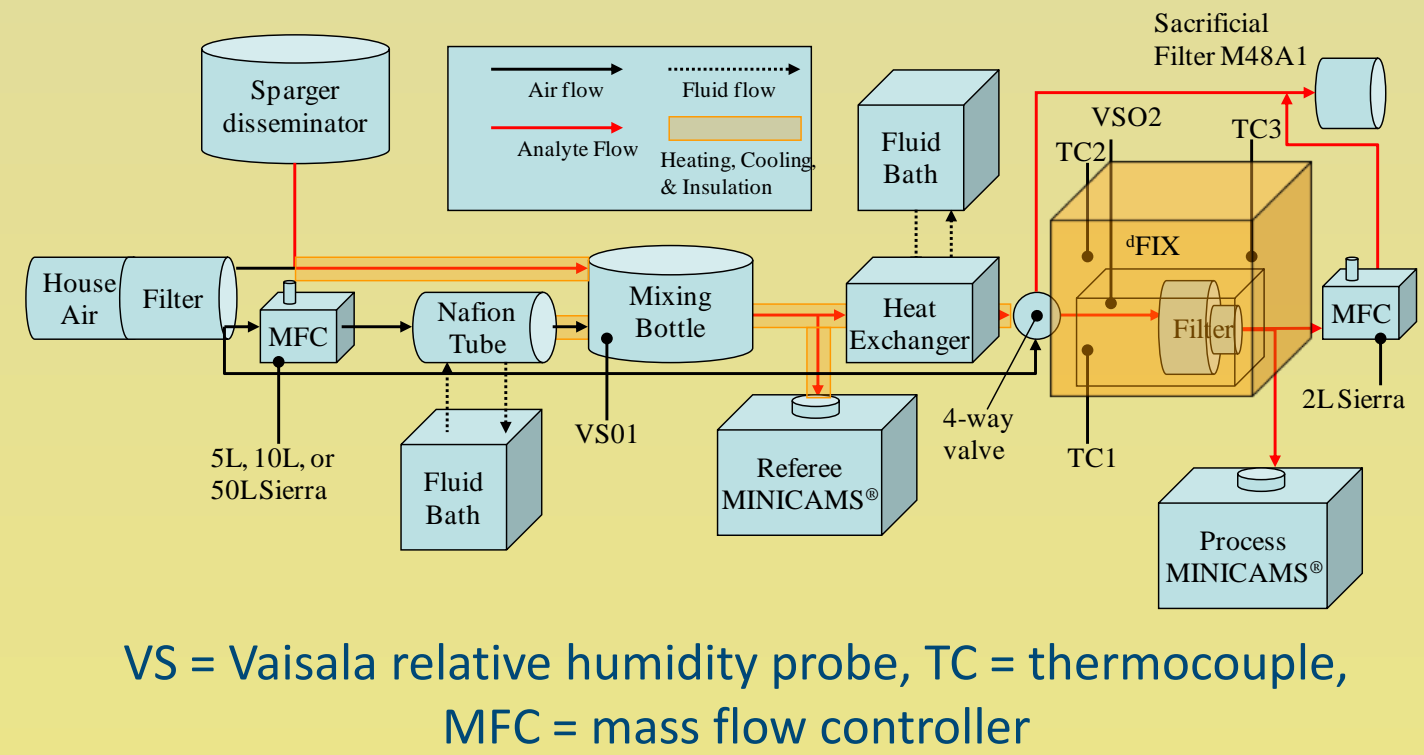 Sacrificial
Filter M48A1
Sparger
disseminator
Air flow
Fluid flow
Analyte Flow
Heating, Cooling,
& Insulation
Fluid
Bath
VSO2
TC2
TC3
dFIX
House
Air
Filter
MFC
Nafion
Tube
Mixing
Bottle
Heat
Exchanger
Filter
MFC
2L Sierra
5L, 10L, or
50L Sierra
Fluid
Bath
VS01
Referee
MINICAMS®
4-way
valve
TC1
Process
MINICAMS®
VS = Vaisala relative humidity probe, TC = thermocouple,
MFC = mass flow controller